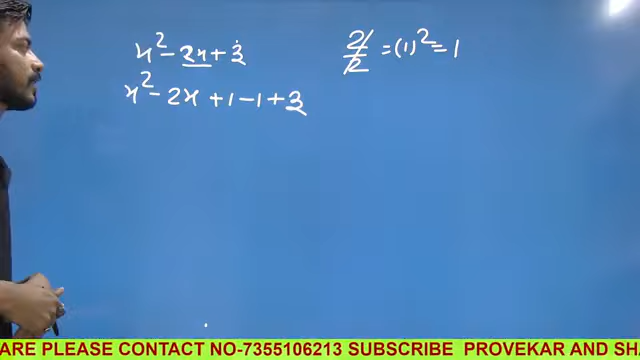 x² - 2x + 3
2/2 = (1)² = 1
x² - 2x + 1 - 1 + 3
ARE PLEASE CONTACT NO-7355106213 SUBSCRIBE PROVEKAR AND SHA